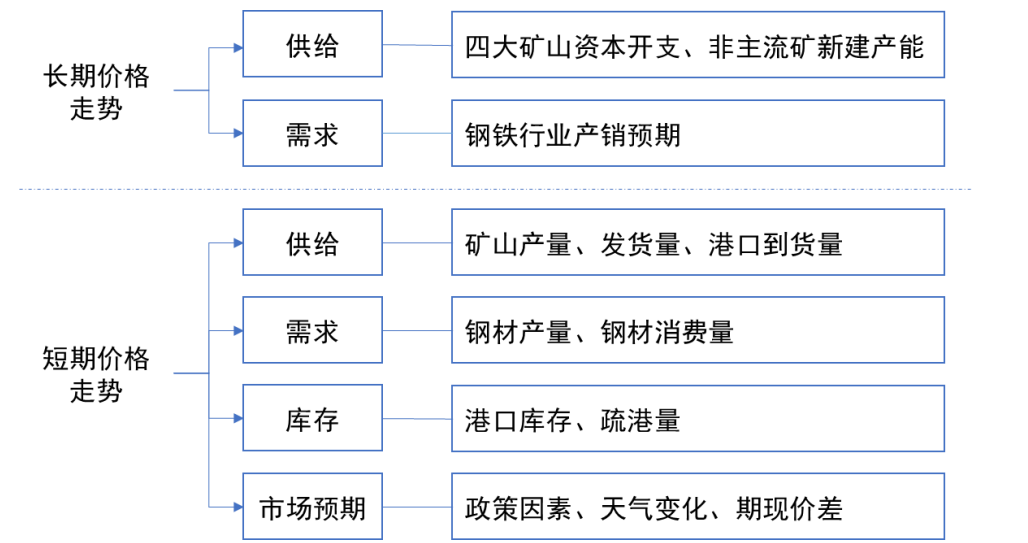 长期价格
走势
供给
四大矿山资本开支、非主流矿新建产能
需求
钢铁行业产销预期
短期价格
走势
供给
矿山产量、发货量、港口到货量
需求
钢材产量、钢材消费量
库存
港口库存、疏港量
市场预期
政策因素、天气变化、期现价差